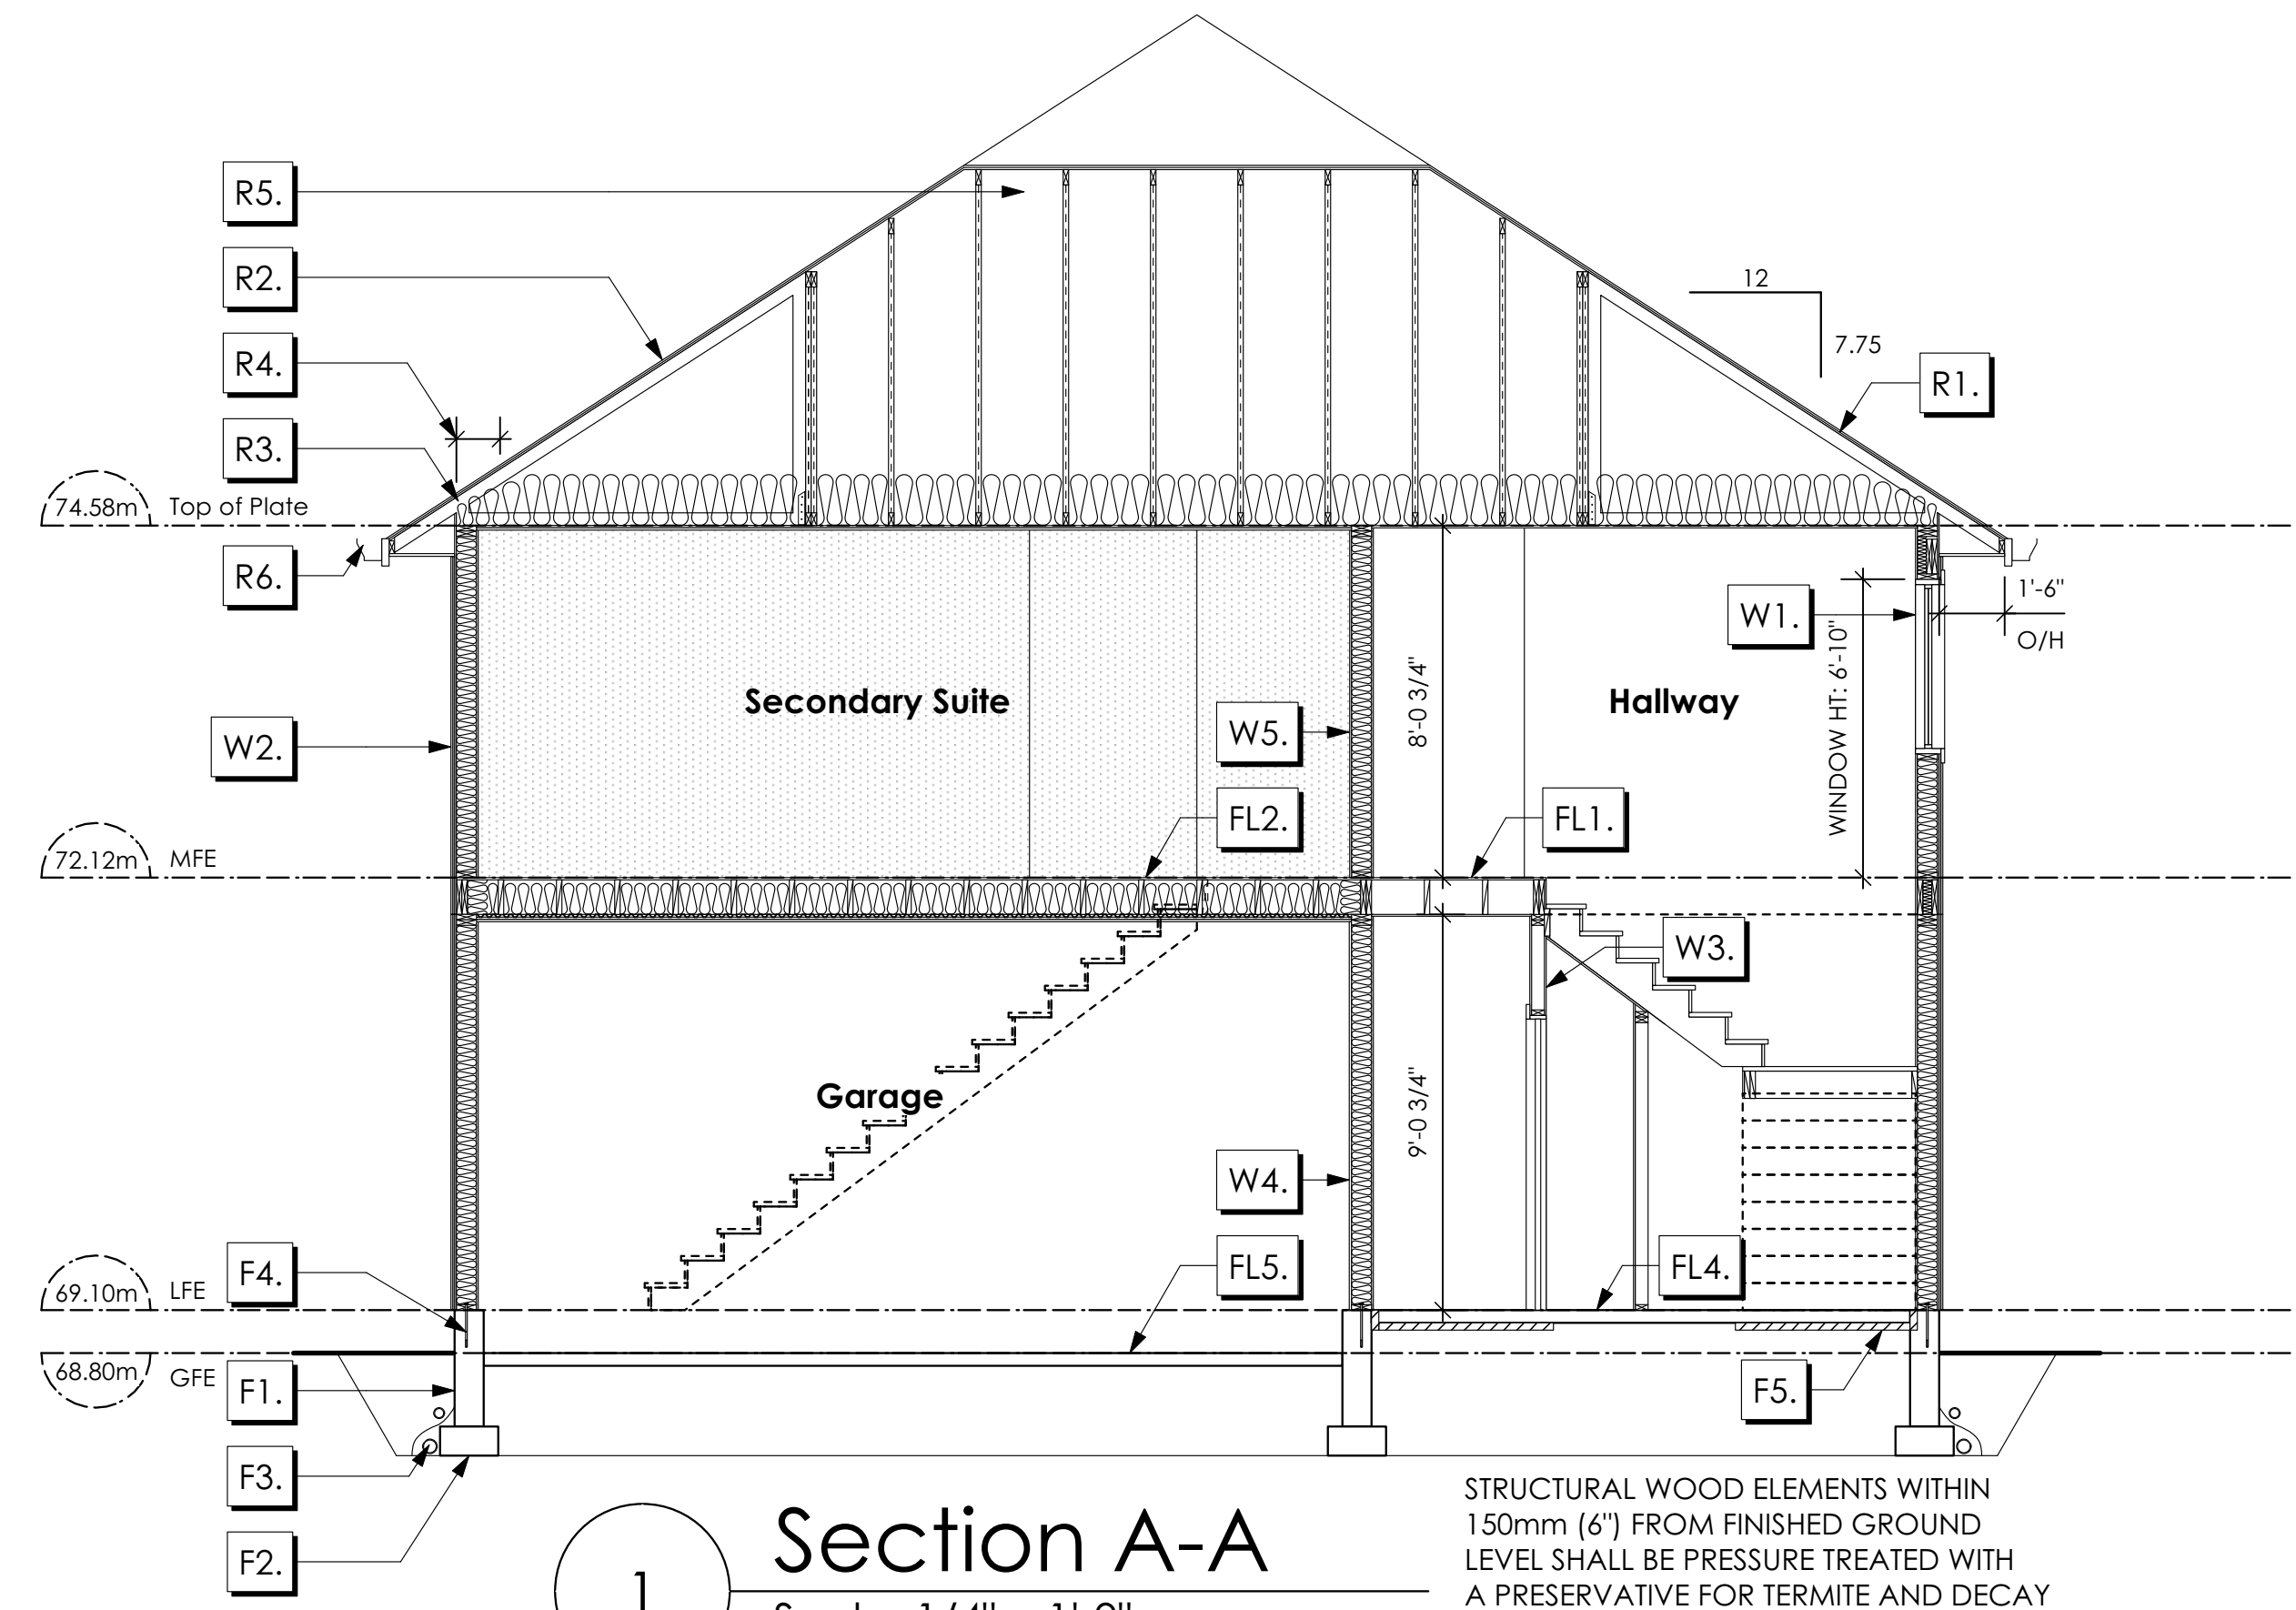 R5.
R2.
12
7.75
R4.
R1.
R3.
74.58m Top of Plate
R6.
1'-6"
W1.
O/H
WINDOW HT: 6'-10"
Secondary Suite
Hallway
8'-0 3/4"
W5.
W2.
FL2.
FL1.
72.12m MFE
W3.
Garage
9'-0 3/4"
W4.
F4.
FL5.
FL4.
69.10m LFE
68.80m GFE
F1.
F5.
F3.
F2.
1
Section A-A
STRUCTURAL WOOD ELEMENTS WITHIN
150mm (6") FROM FINISHED GROUND
LEVEL SHALL BE PRESSURE TREATED WITH
A PRESERVATIVE FOR TERMITE AND DECAY